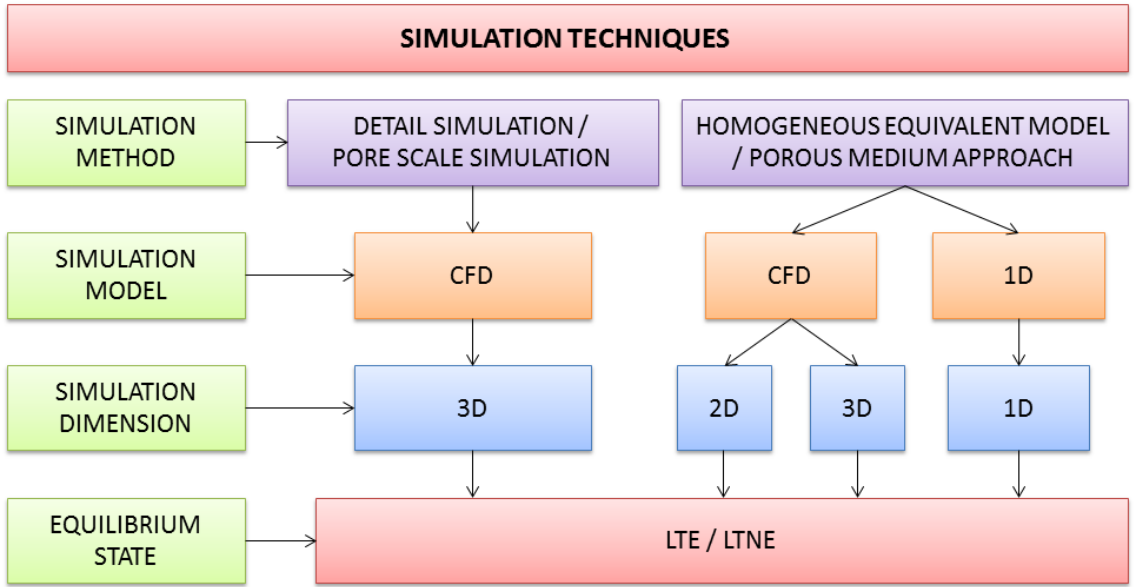 SIMULATION TECHNIQUES
SIMULATION
METHOD
DETAIL SIMULATION /
PORE SCALE SIMULATION
HOMOGENEOUS EQUIVALENT MODEL
/ POROUS MEDIUM APPROACH
SIMULATION
MODEL
CFD
CFD
1D
SIMULATION
DIMENSION
3D
2D
3D
1D
EQUILIBRIUM
STATE
LTE / LTNE